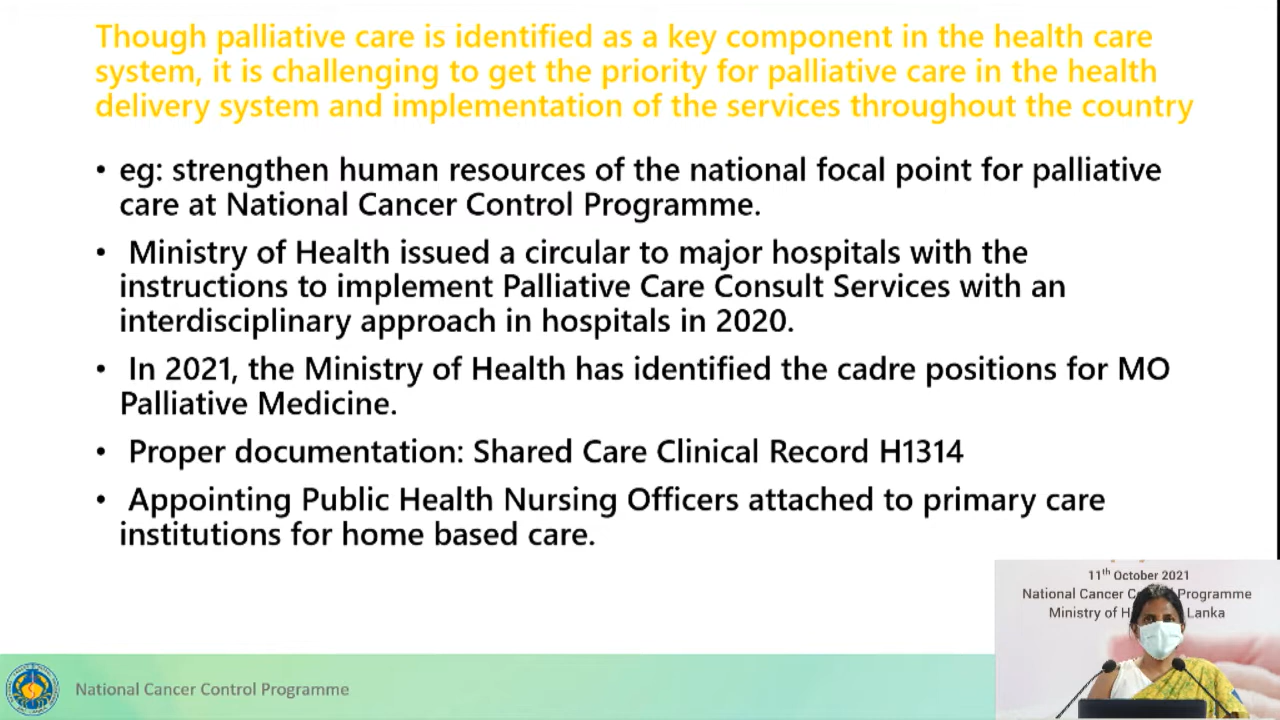 Though palliative care is identified as a key component in the health care
system, it is challenging to get the priority for palliative care in the health
delivery system and implementation of the services throughout the country
• eg: strengthen human resources of the national focal point for palliative
care at National Cancer Control Programme.
• Ministry of Health issued a circular to major hospitals with the
instructions to implement Palliative Care Consult Services with an
interdisciplinary approach in hospitals in 2020.
• In 2021, the Ministry of Health has identified the cadre positions for MO
Palliative Medicine.
• Proper documentation: Shared Care Clinical Record H1314
• Appointing Public Health Nursing Officers attached to primary care
institutions for home based care.
11th October 2021
National Cancer Programme
Ministry of Lanka
National Cancer Control Programme